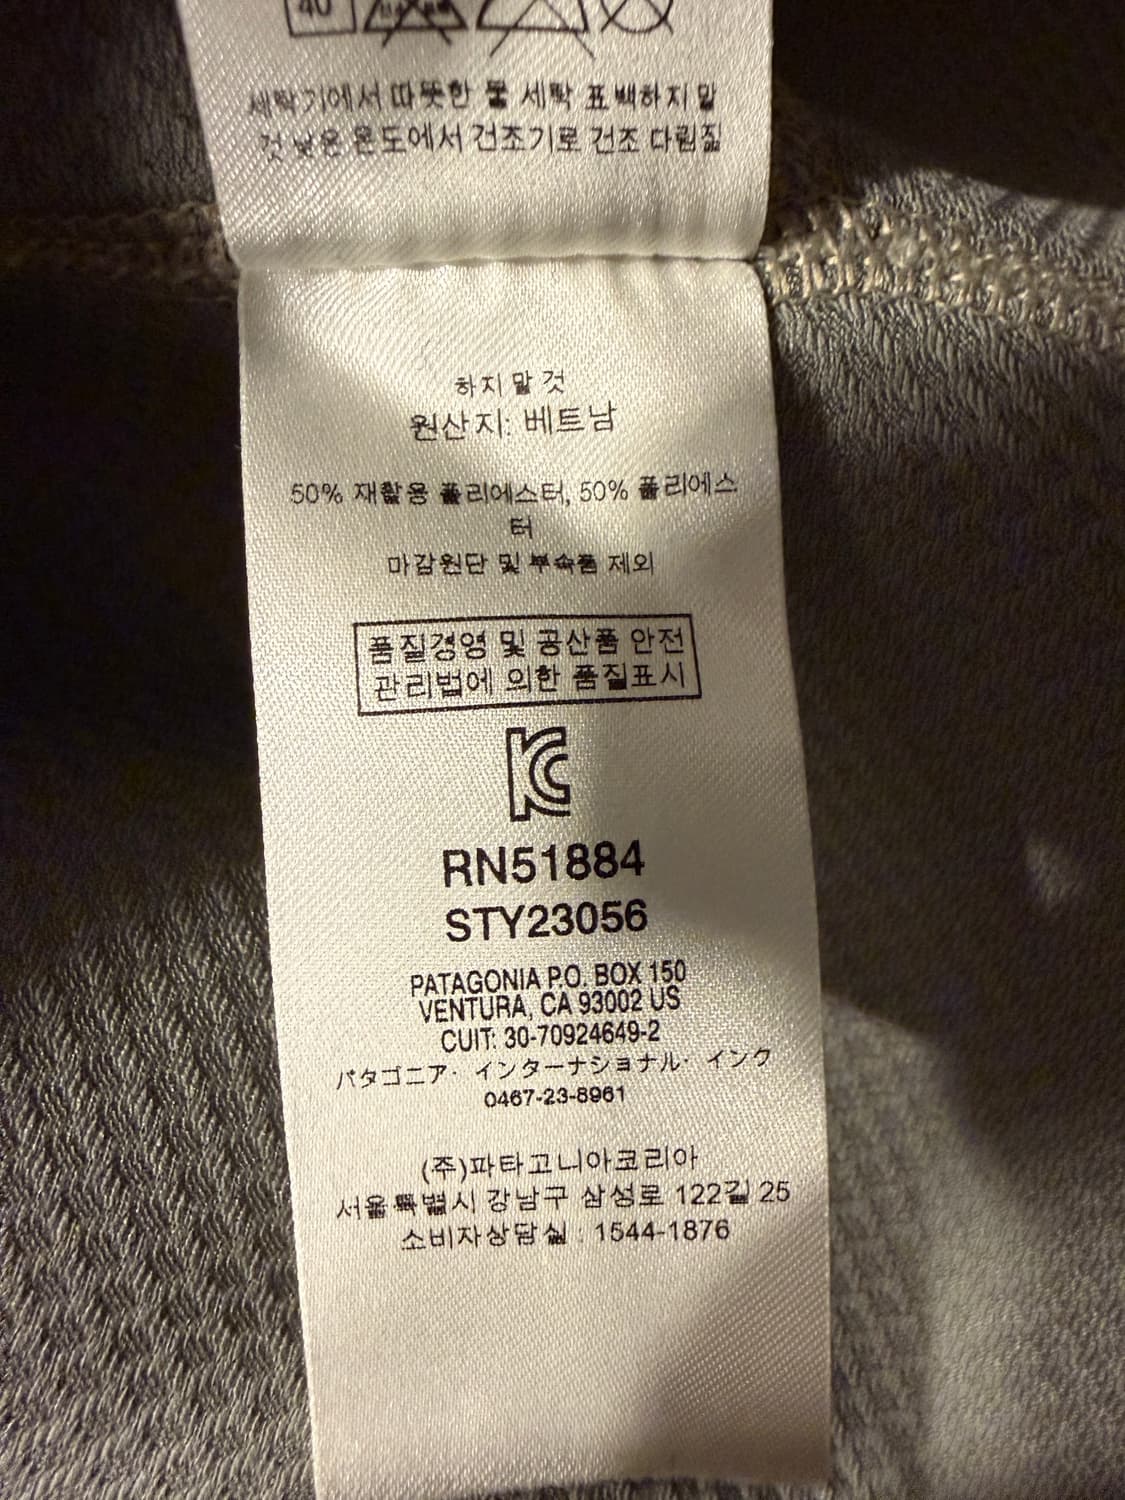 40
세탁기에서 따뜻한 물 세탁 표백하지 말
것 낮은 온도에서 건조기로 건조 다림질
하지 말 것
원산지: 베트남
50% 재활용 폴리에스터, 50% 폴리에스
터
마감원단 및 부속품 제외
품질경영 및 공산품 안전
관리법에 의한 품질표시
KC
RN51884
STY23056
PATAGONIA P.O. BOX 150
VENTURA, CA 93002 US
CUIT: 30-70924649-2
パタゴニア・インターナショナル・インク
0467-23-8961
(주)파타고니아코리아
서울특별시 강남구 삼성로 122길 25
소비자상담실 : 1544-1876